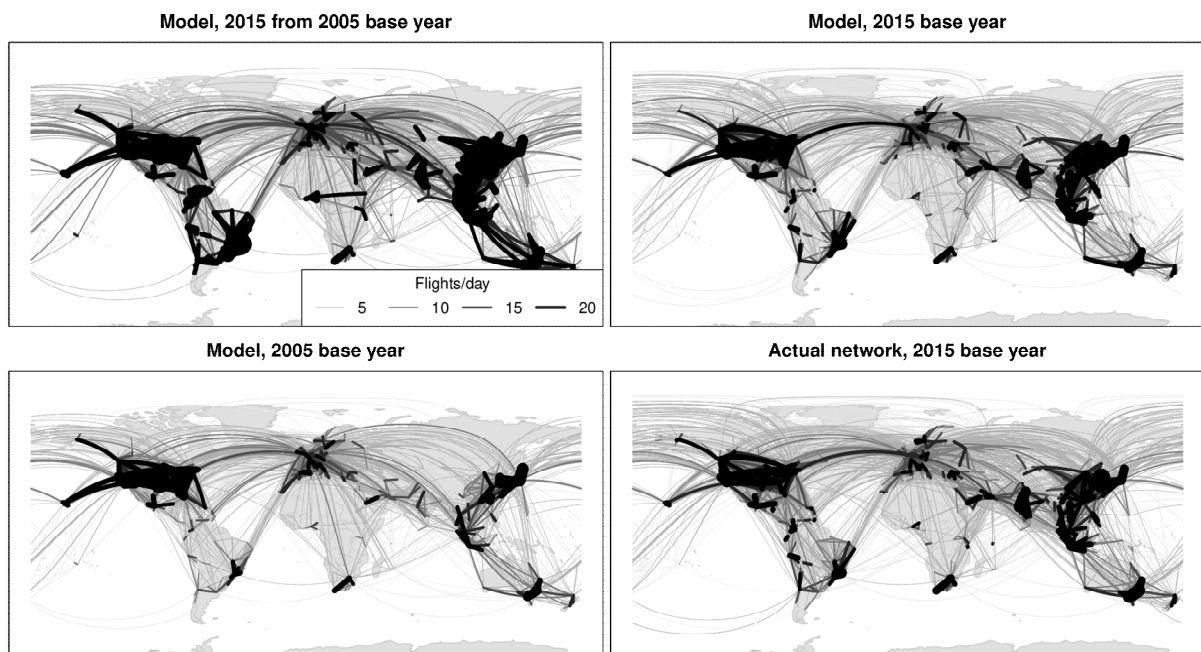 Model, 2015 from 2005 base year
Model, 2015 base year
Flights/day
5 10 15 20
Model, 2005 base year
Actual network, 2015 base year